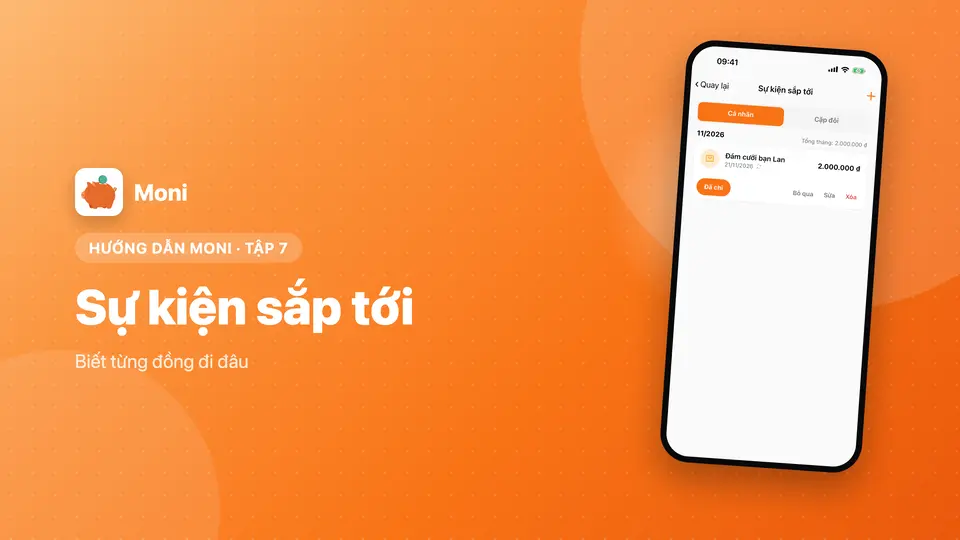 Moni
HƯỚNG DẪN MONI · TẬP 7
Sự kiện sắp tới
Biết từng đồng đi đâu
09:41
Quay lại
Sự kiện sắp tới
+
Cá nhân
Cặp đôi
11/2026
Tổng tháng: 2.000.000 đ
Đám cưới bạn Lan
2.000.000 đ
21/11/2026
Đã chi
Bỏ qua
Sửa
Xóa